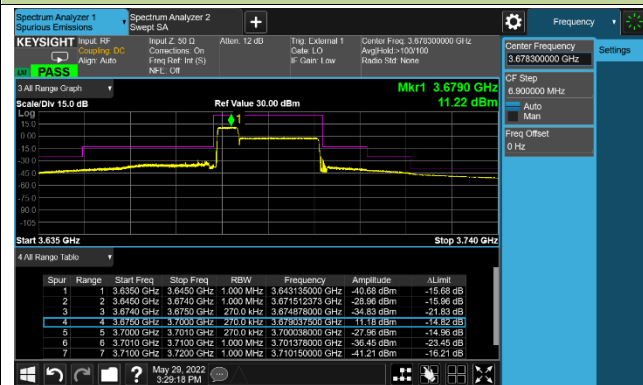 Spectrum Analyzer 1
Spurious Emissions
Spectrum Analyzer 2
Swept SA
Frequency
KEYSIGHT
Input: RF
Coupling: DC
Align: Auto
Input Z: 50 Ω
Corrections: On
Freq Ref: Int (S)
NFE: Off
Atten: 12 dB
Trig: External 1
Gate: LO
IF Gain: Low
Center Freq: 3.678300000 GHz
Avg|Hold:>100/100
Radio Std: None
PASS
Center Frequency
3.678300000 GHz
Settings
CF Step
6.900000 MHz
Auto
Man
Freq Offset
0 Hz
3 All Range Graph
Mkr1 3.6790 GHz
Scale/Div 15.0 dB
Ref Value 30.00 dBm
11.22 dBm
Log
15.0
0.00
-15.0
-30.0
-45.0
-60.0
-75.0
-90.0
-105
1
Start 3.635 GHz
Stop 3.740 GHz
4 All Range Table
Spur Range Start Freq Stop Freq RBW Frequency Amplitude ΔLimit
1 1 3.6350 GHz 3.6450 GHz 1.000 MHz 3.643135000 GHz -40.68 dBm -15.68 dB
2 2 3.6450 GHz 3.6740 GHz 1.000 MHz 3.671512373 GHz -28.96 dBm -15.96 dB
3 3 3.6740 GHz 3.6750 GHz 270.0 kHz 3.674878000 GHz -34.83 dBm -21.83 dB
4 4 3.6750 GHz 3.7000 GHz 270.0 kHz 3.679037500 GHz 11.18 dBm -14.82 dB
5 5 3.7000 GHz 3.7010 GHz 270.0 kHz 3.700038000 GHz -27.96 dBm -14.96 dB
6 6 3.7010 GHz 3.7100 GHz 1.000 MHz 3.701378000 GHz -36.45 dBm -23.45 dB
7 7 3.7100 GHz 3.7200 GHz 1.000 MHz 3.710150000 GHz -41.21 dBm -16.21 dB
May 29, 2022
3:29:18 PM